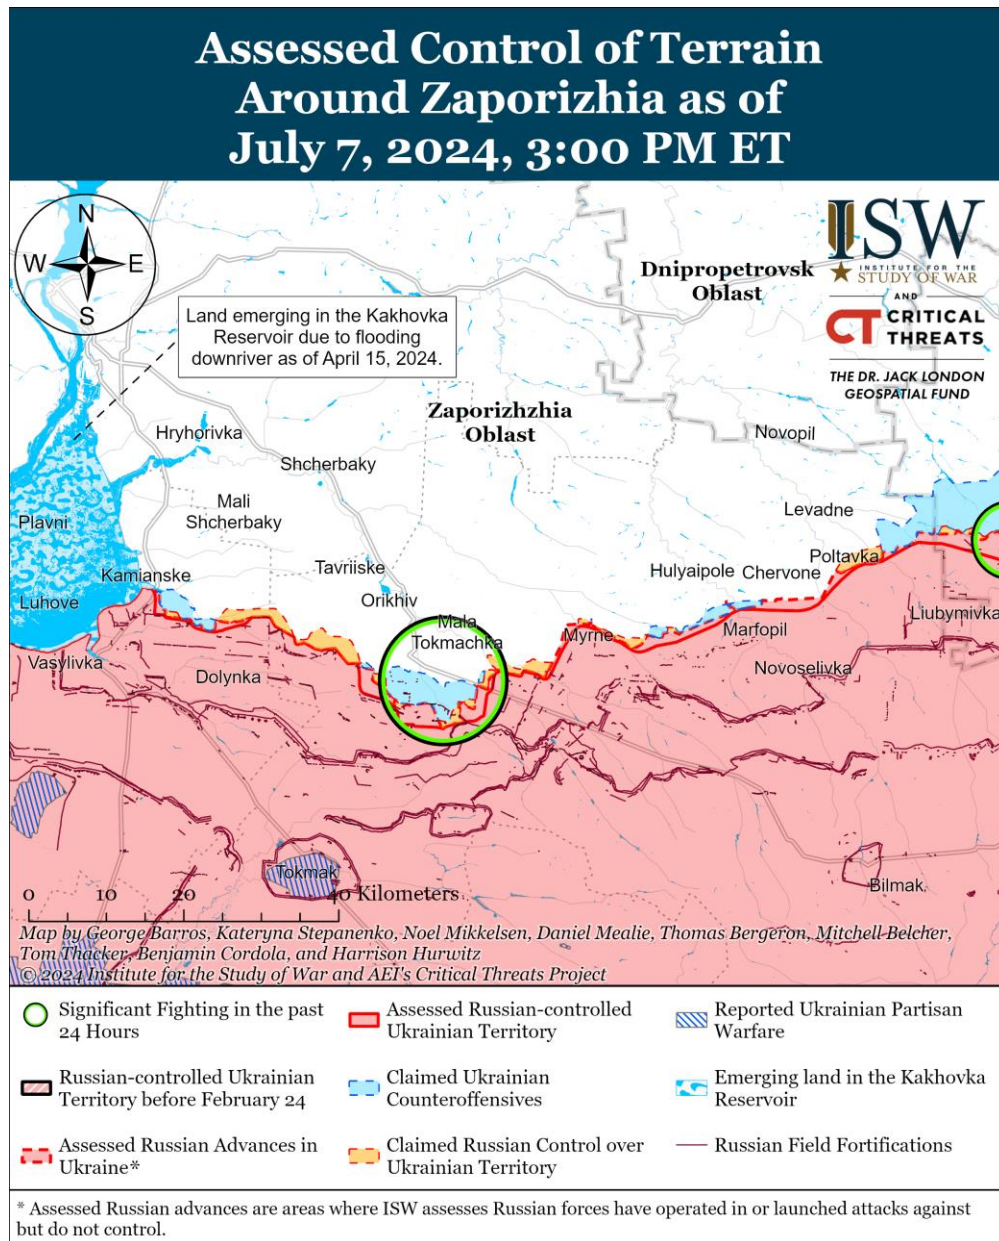 Assessed Control of Terrain
Around Zaporizhia as of
July 7, 2024, 3:00 PM ET
N
W
E
S
ISW
INSTITUTE FOR THE
STUDY OF WAR
AND
CT CRITICAL
THREATS
THE DR. JACK LONDON
GEOSPATIAL FUND
Dnipropetrovsk
Oblast
Land emerging in the Kakhovka
Reservoir due to flooding
downriver as of April 15, 2024.
Zaporizhzhia
Oblast
Hryhorivka
Novopil
Shcherbaky
Mali
Shcherbaky
Levadne
Plavni
Poltavka
Tavriiske
Hulyaipole
Chervone
Kamianske
Orikhiv
Luhove
Liubymivka
Mala
Tokmachka
Myrne
Marfopil
Vasylivka
Dolynka
Novoselivka
Tokmak
Bilmak
0 10 20 40 Kilometers
Map by George Barros, Kateryna Stepanenko, Noel Mikkelsen, Daniel Mealie, Thomas Bergeron, Mitchell Belcher,
Tom Thacker, Benjamin Cordola, and Harrison Hurwitz
© 2024 Institute for the Study of War and AEI's Critical Threats Project
Significant Fighting in the past
24 Hours
Assessed Russian-controlled
Ukrainian Territory
Reported Ukrainian Partisan
Warfare
Russian-controlled Ukrainian
Territory before February 24
Claimed Ukrainian
Counteroffensives
Emerging land in the Kakhovka
Reservoir
Assessed Russian Advances in
Ukraine*
Claimed Russian Control over
Ukrainian Territory
Russian Field Fortifications
* Assessed Russian advances are areas where ISW assesses Russian forces have operated in or launched attacks against
but do not control.